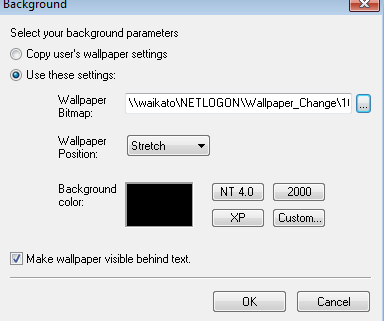 Background
Select your background parameters
Copy user's wallpaper settings
Use these settings:
Wallpaper
Bitmap:
\\waikato\NETLOGON\Wallpaper_Change\1
...
Wallpaper
Position:
Stretch
Background
color:
NT 4.0
2000
XP
Custom...
Make wallpaper visible behind text.
OK
Cancel